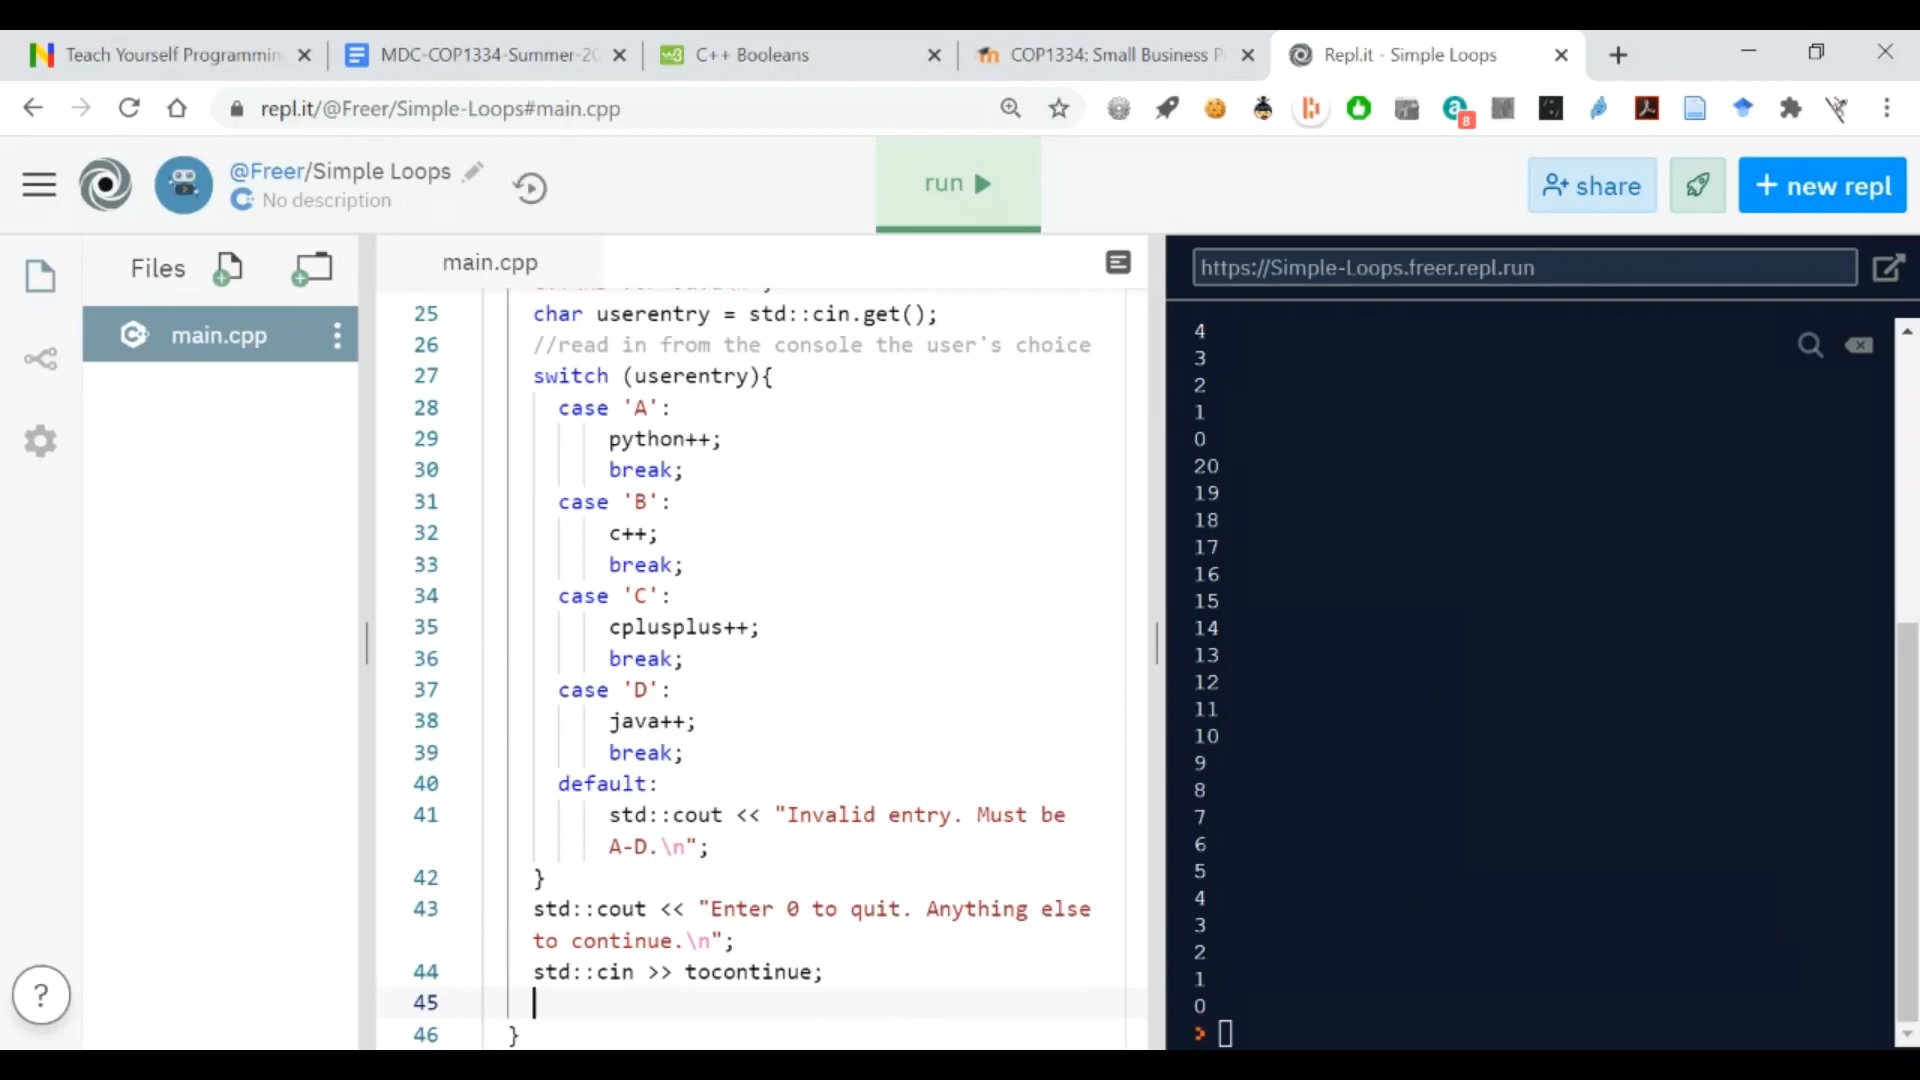 Teach Yourself Programmin
MDC-COP1334-Summer-20
C++ Booleans
COP1334: Small Business P
Repl.it - Simple Loops
repl.it/@Freer/Simple-Loops#main.cpp
8
@Freer/Simple Loops
No description
run
share
+ new repl
Files
main.cpp
main.cpp
https://Simple-Loops.freer.repl.run
25 char userentry = std::cin.get();
26 //read in from the console the user's choice
27 switch (userentry){
28 case 'A':
29 python++;
30 break;
31 case 'B':
32 c++;
33 break;
34 case 'C':
35 cplusplus++;
36 break;
37 case 'D':
38 java++;
39 break;
40 default:
41 std::cout << "Invalid entry. Must be
A-D.\n";
42 }
43 std::cout << "Enter 0 to quit. Anything else
to continue.\n";
44 std::cin >> tocontinue;
45
46 }
4
3
2
1
0
20
19
18
17
16
15
14
13
12
11
10
9
8
7
6
5
4
3
2
1
0
>
?